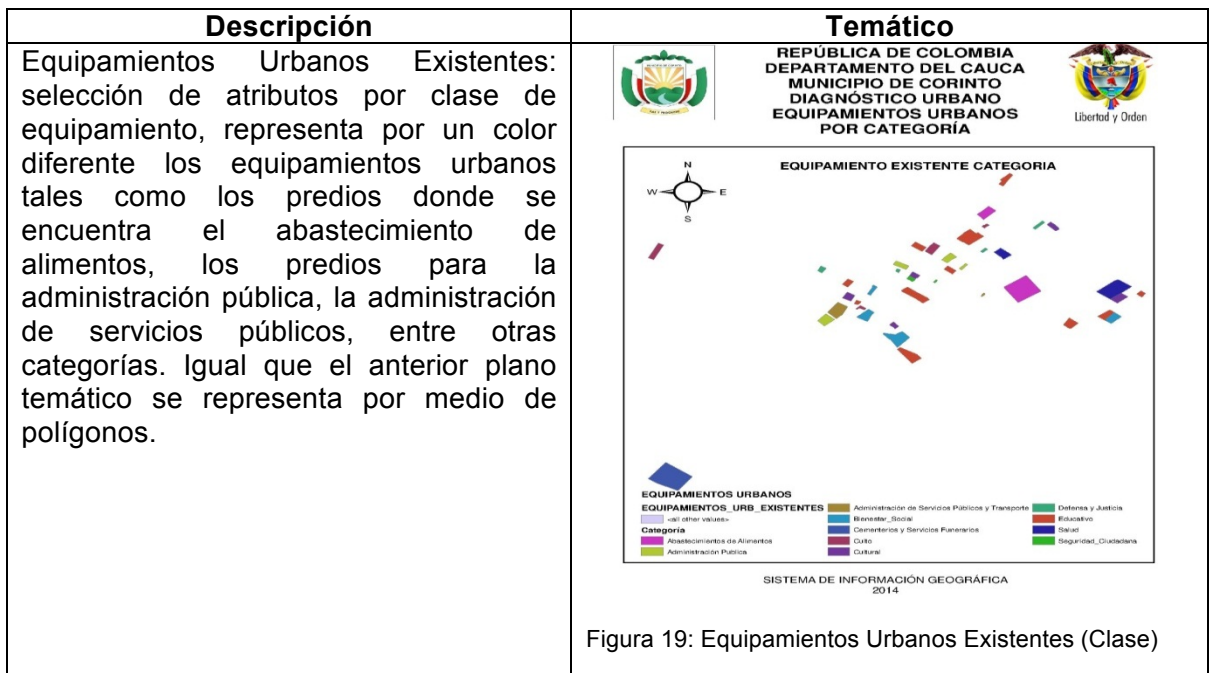 Descripción
Equipamientos Urbanos Existentes:
selección de atributos por clase de
equipamiento, representa por un color
diferente los equipamientos urbanos
tales como los predios donde se
encuentra el abastecimiento de
alimentos, los predios para la
administración pública, la administración
de servicios públicos, entre otras
categorías. Igual que el anterior plano
temático se representa por medio de
polígonos.
Temático
REPÚBLICA DE COLOMBIA
DEPARTAMENTO DEL CAUCA
MUNICIPIO DE CORINTO
DIAGNÓSTICO URBANO
EQUIPAMIENTOS URBANOS
POR CATEGORÍA
Libertad y Orden
EQUIPAMIENTO EXISTENTE CATEGORIA
N
W E
S
EQUIPAMIENTOS URBANOS
EQUIPAMIENTOS_URB_EXISTENTES
<all other values>
Categoría
Abastecimientos de Alimentos
Administración Publica
Administración de Servicios Públicos y Transporte
Bienestar_Social
Cementerios y Servicios Funerarios
Culto
Cultural
Defensa y Justicia
Educativo
Salud
Seguridad_Ciudadana
SISTEMA DE INFORMACIÓN GEOGRÁFICA
2014
Figura 19: Equipamientos Urbanos Existentes (Clase)